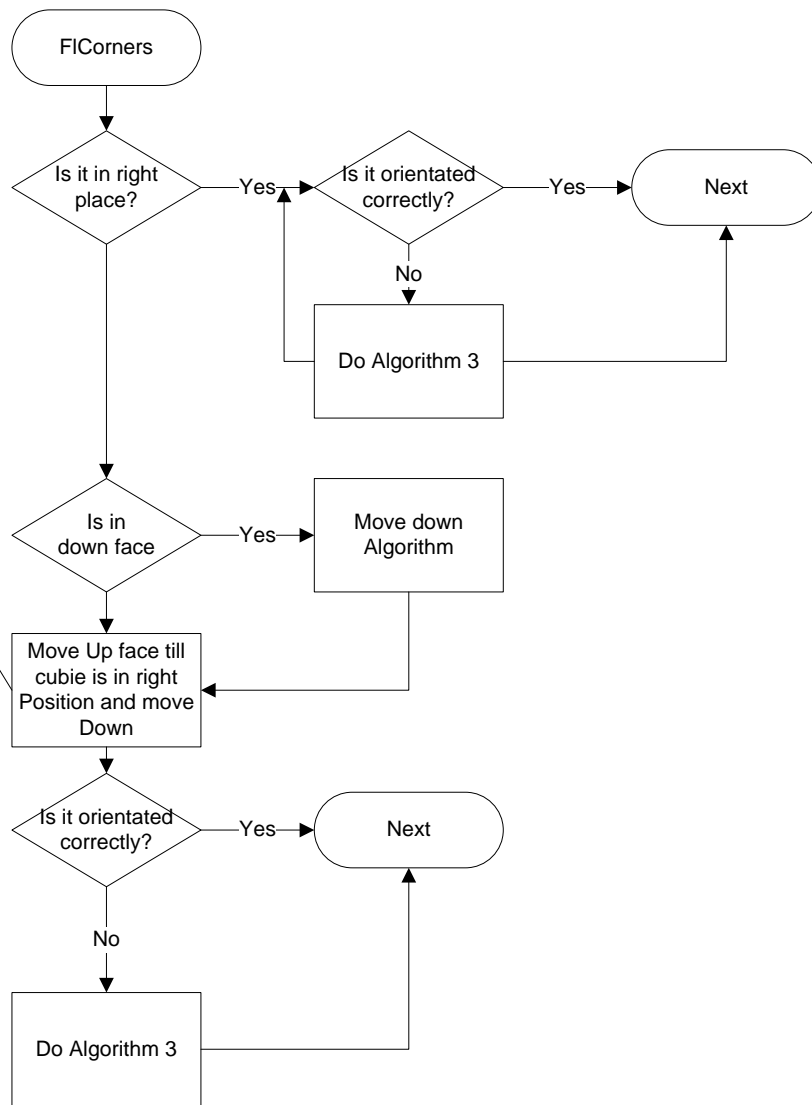 FlCorners
Is it in right
place?
Yes
Is it orientated
correctly?
Yes
Next
No
Do Algorithm 3
Is in
down face
Yes
Move down
Algorithm
Move Up face till
cubie is in right
Position and move
Down
Is it orientated
correctly?
Yes
Next
No
Do Algorithm 3